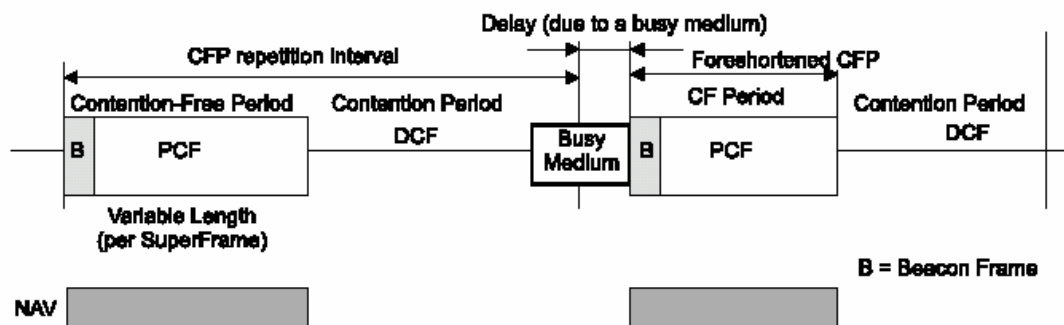 Delay (due to a busy medium)
CFP repetition interval
Foreshortened CFP
Contention-Free Period
Contention Period
CF Period
Contention Period
B
PCF
DCF
Busy
Medium
B
PCF
DCF
Variable Length
(per SuperFrame)
B = Beacon Frame
NAV